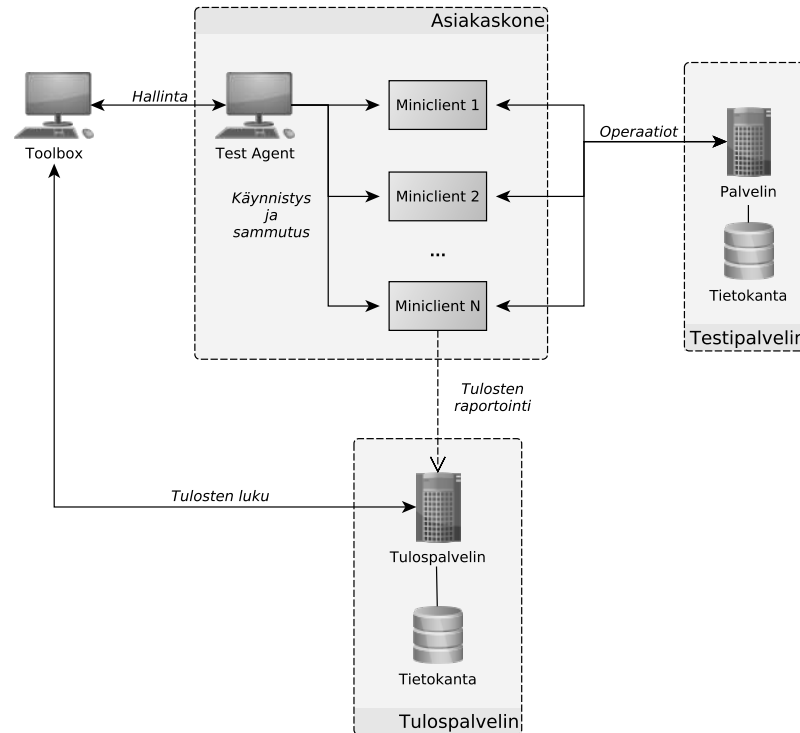 Asiakaskone
Hallinta
Toolbox
Test Agent
Miniclient 1
Käynnistys
ja
sammutus
Miniclient 2
...
Miniclient N
Operaatiot
Palvelin
Tietokanta
Testipalvelin
Tulosten
raportointi
Tulosten luku
Tulospalvelin
Tietokanta
Tulospalvelin